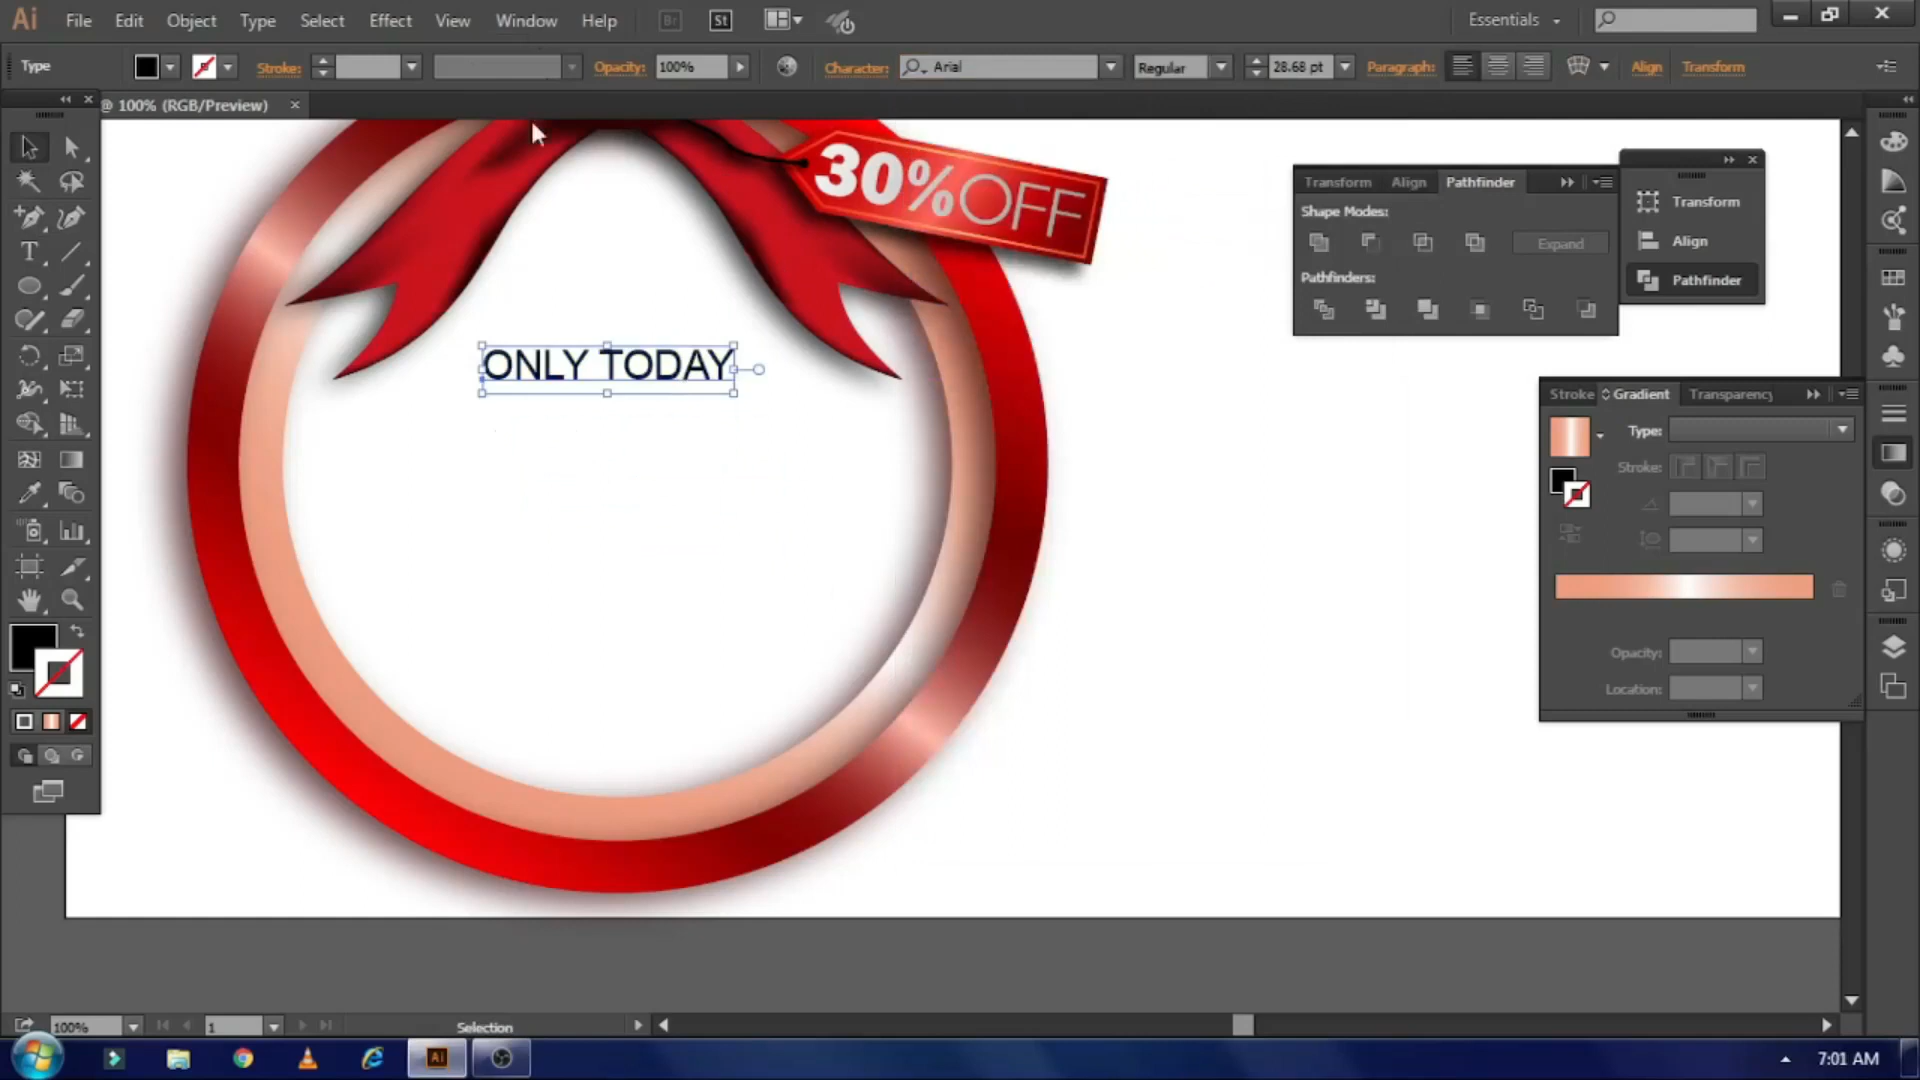 Ai File Edit Object Type Select Effect View Window Help Br St Essentials
Type Stroke: Opacity: 100% Character: Arial Regular 28.68 pt Paragraph: Align Transform
@ 100% (RGB/Preview)
30%OFF
Transform Align Pathfinder
Shape Modes:
Expand
Pathfinders:
Transform
Align
Pathfinder
ONLY TODAY
Stroke Gradient Transparency
Type:
Stroke:
Opacity:
Location:
100% 1 Selection
Ai 7:01 AM